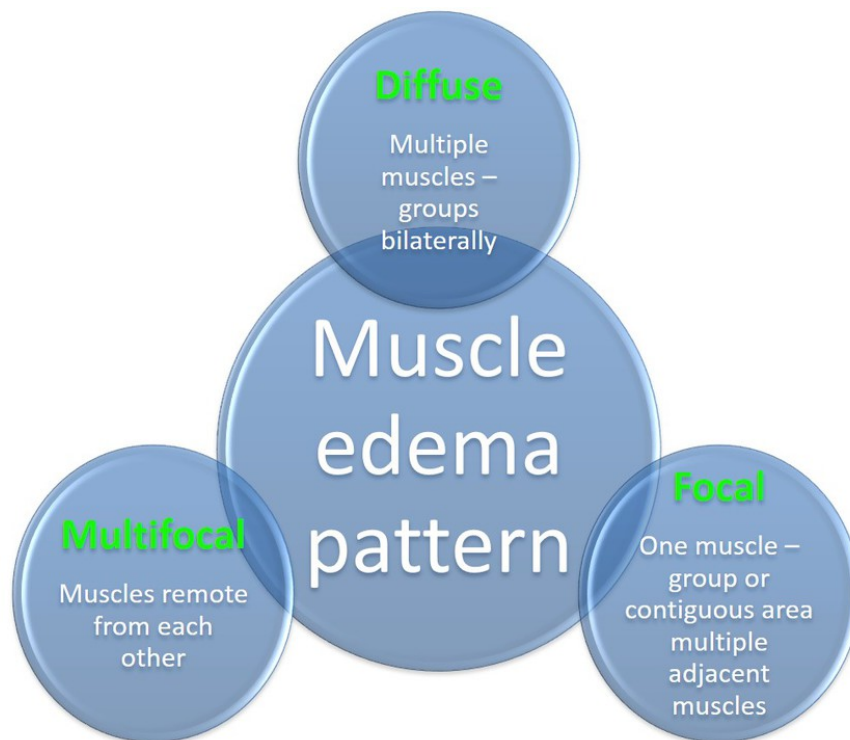 Diffuse
Multiple
muscles –
groups
bilaterally
Muscle
edema
pattern
Multifocal
Muscles remote
from each
other
Focal
One muscle –
group or
contiguous area
multiple
adjacent
muscles